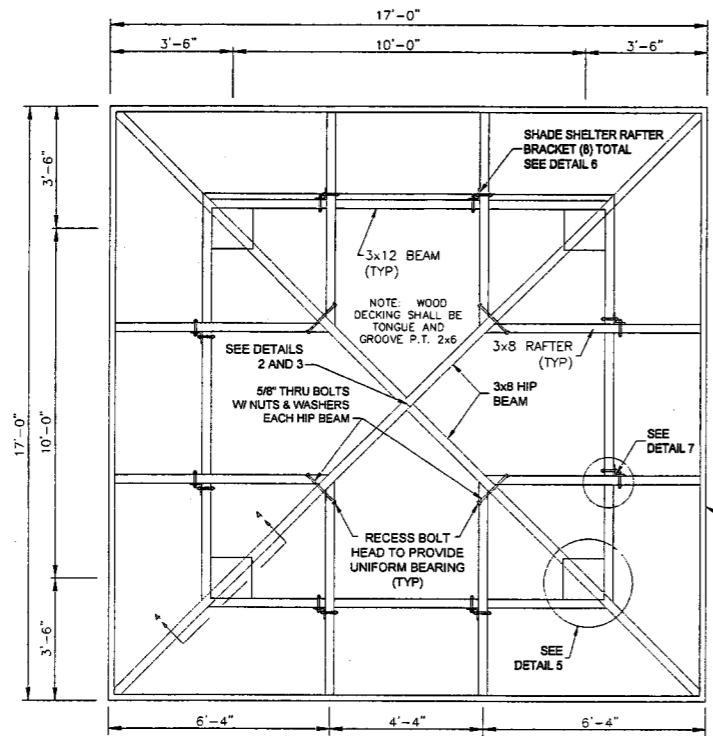 17'-0"
3'-6"
10'-0"
3'-6"
SHADE SHELTER RAFTER
BRACKET (8) TOTAL
SEE DETAIL 6
3'-6"
3x12 BEAM
(TYP)
NOTE: WOOD
DECKING SHALL BE
TONGUE AND
GROOVE P.T. 2x6
3x8 RAFTER
(TYP)
SEE DETAILS
2 AND 3
3x8 HIP
BEAM
5/8" THRU BOLTS
W/ NUTS & WASHERS
EACH HIP BEAM
17'-0"
10'-0"
SEE
DETAIL 7
4
RECESS BOLT
HEAD TO PROVIDE
UNIFORM BEARING
(TYP)
4
3'-6"
SEE
DETAIL 5
6'-4"
4'-4"
6'-4"